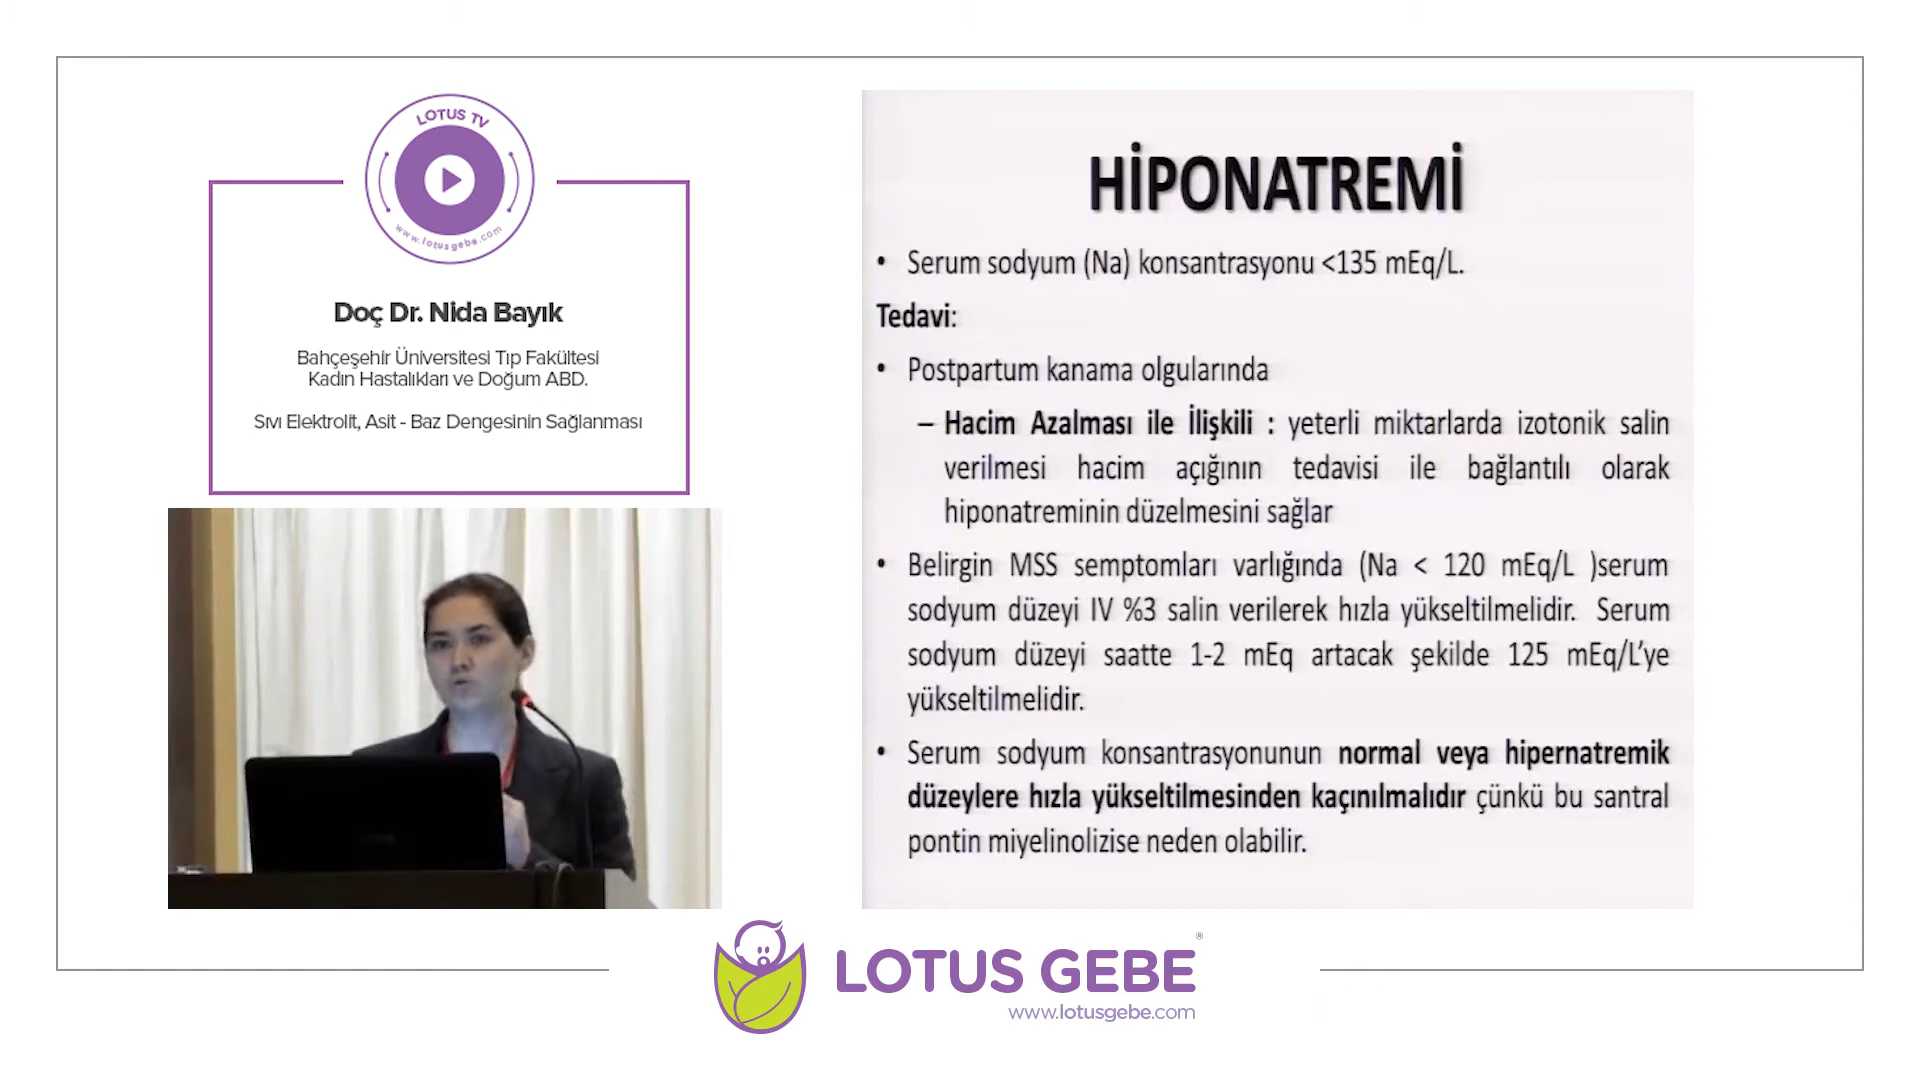 LOTUS TV
www.lotusgebe.com
Doç Dr. Nida Bayık
Bahçeşehir Üniversitesi Tıp Fakültesi
Kadın Hastalıkları ve Doğum ABD.
Sıvı Elektrolit, Asit - Baz Dengesinin Sağlanması
HİPONATREMİ
• Serum sodyum (Na) konsantrasyonu <135 mEq/L.
Tedavi:
• Postpartum kanama olgularında
– Hacim Azalması ile İlişkili : yeterli miktarlarda izotonik salin
verilmesi hacim açığının tedavisi ile bağlantılı olarak
hiponatreminin düzelmesini sağlar
• Belirgin MSS semptomları varlığında (Na < 120 mEq/L )serum
sodyum düzeyi IV %3 salin verilerek hızla yükseltilmelidir. Serum
sodyum düzeyi saatte 1-2 mEq artacak şekilde 125 mEq/L’ye
yükseltilmelidir.
• Serum sodyum konsantrasyonunun normal veya hipernatremik
düzeylere hızla yükseltilmesinden kaçınılmalıdır çünkü bu santral
pontin miyelinolizise neden olabilir.
LOTUS GEBE®
www.lotusgebe.com